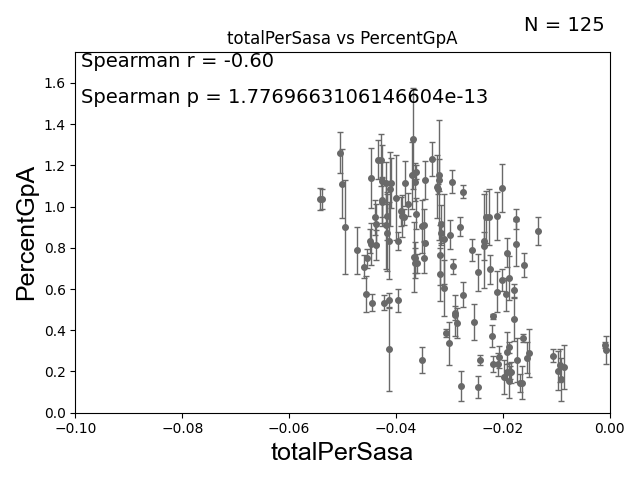 N = 125
totalPerSasa vs PercentGpA
Spearman r = -0.60
Spearman p = 1.7769663106146604e-13
PercentGpA
1.6
1.4
1.2
1.0
0.8
0.6
0.4
0.2
0.0
−0.10 −0.08 −0.06 −0.04 −0.02 0.00
totalPerSasa